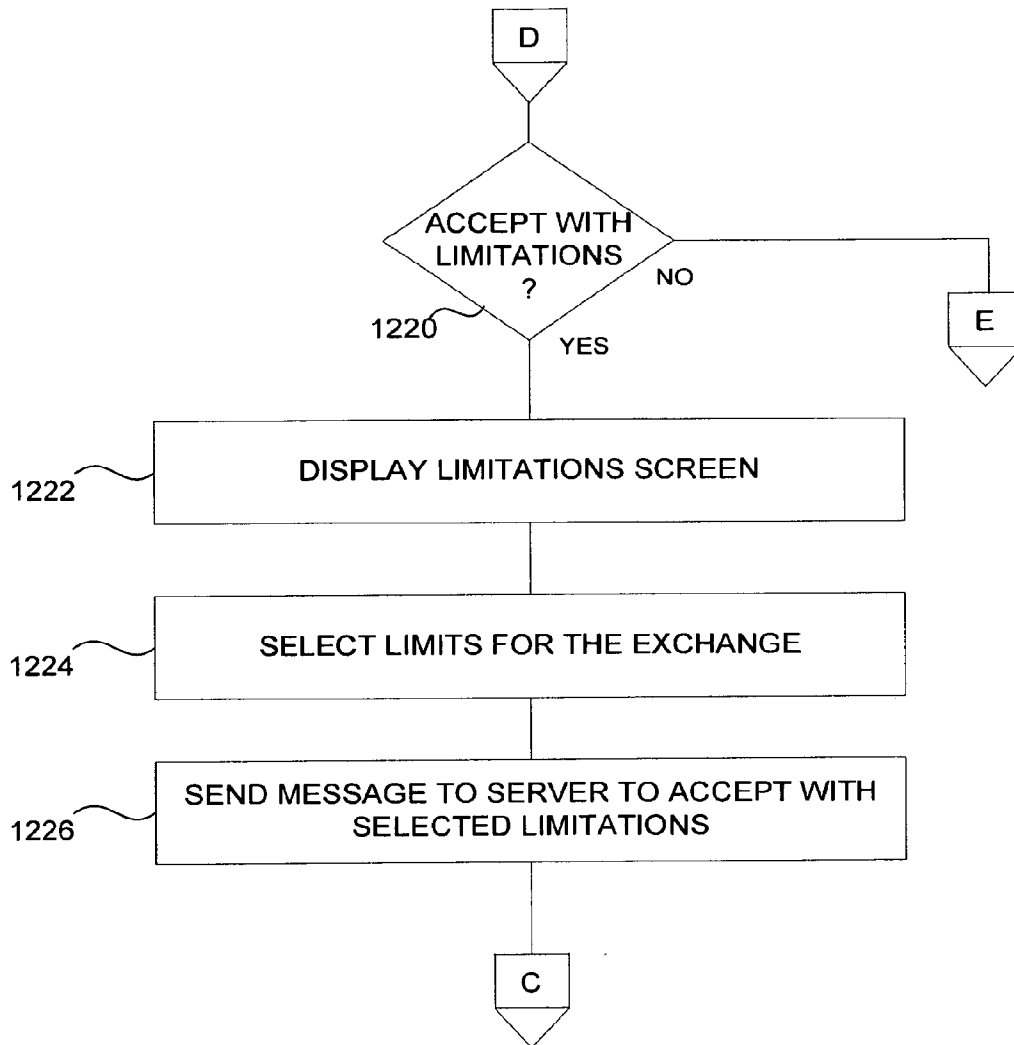 D
ACCEPT WITH
LIMITATIONS
?
NO
1220
YES
E
DISPLAY LIMITATIONS SCREEN
1222
SELECT LIMITS FOR THE EXCHANGE
1224
SEND MESSAGE TO SERVER TO ACCEPT WITH
SELECTED LIMITATIONS
1226
C